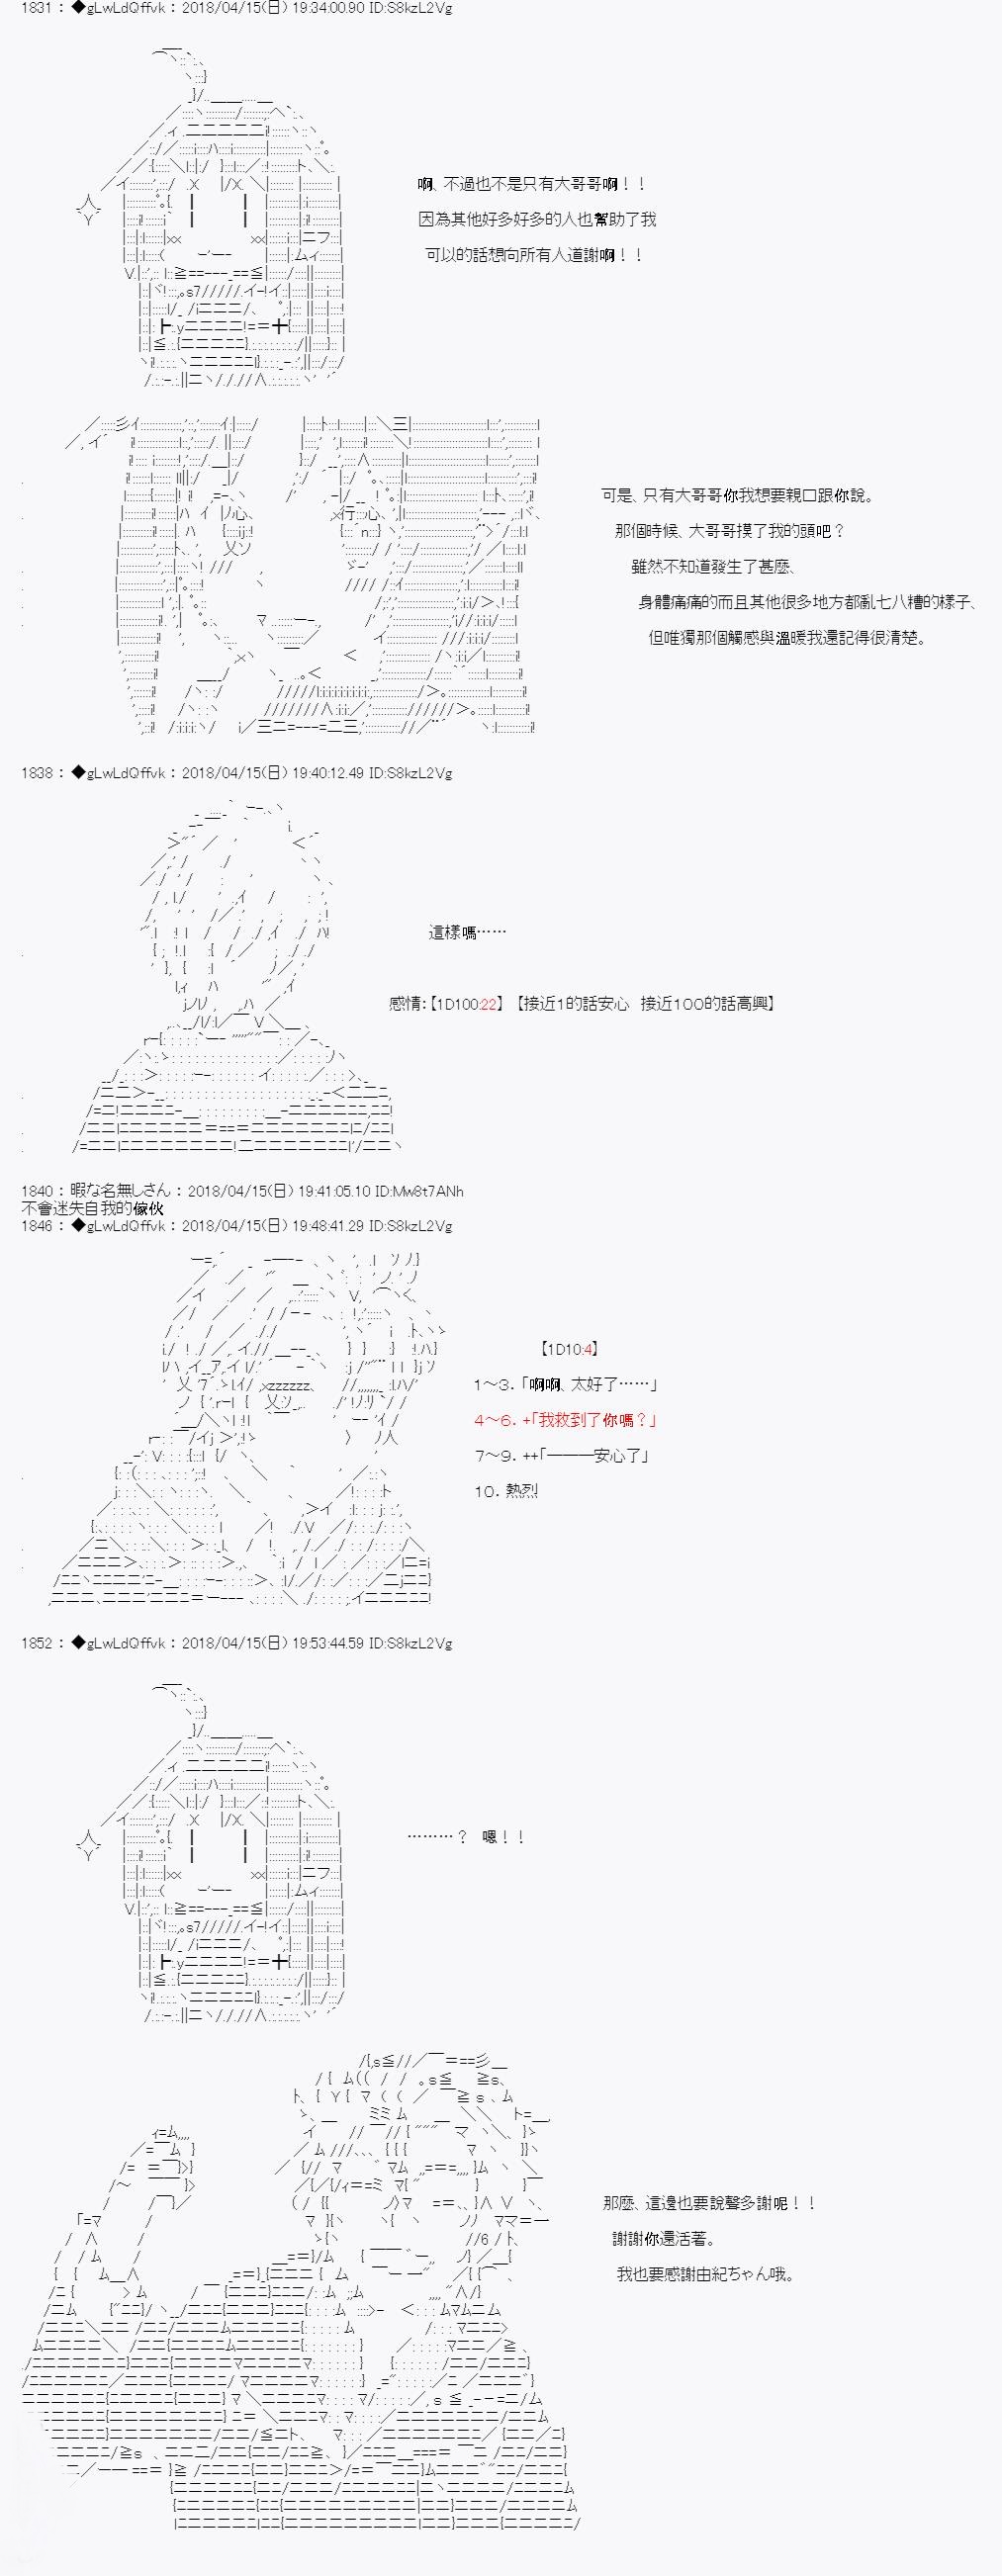 1831 : ◆gLwLdQffvk : 2018/04/15(日) 19:34:00.90 ID:S8kzL2Vg
啊、不過也不是只有大哥哥啊！！
因為其他好多好多的人也幫助了我
可以的話想向所有人道謝啊！！
可是、只有大哥哥你我想要親口跟你說。
那個時候、大哥哥摸了我的頭吧？
雖然不知道發生了甚麼、
身體痛痛的而且其他很多地方都亂七八糟的樣子、
但唯獨那個觸感與溫暖我還記得很清楚。
1838 : ◆gLwLdQffvk : 2018/04/15(日) 19:40:12.49 ID:S8kzL2Vg
這樣嗎……
感情：【1D100:22】 【接近1的話安心　接近100的話高興】
1840 : 暇な名無しさん : 2018/04/15(日) 19:41:05.10 ID:Mw8t7ANh
不會迷失自我的傢伙
1846 : ◆gLwLdQffvk : 2018/04/15(日) 19:48:41.29 ID:S8kzL2Vg
【1D10:4】
1～3．「啊啊、太好了……」
4～6．+「我救到了你嗎？」
7～9．++「―――安心了」
10．熱烈
1852 : ◆gLwLdQffvk : 2018/04/15(日) 19:53:44.59 ID:S8kzL2Vg
………？　嗯！！
那麼、這邊也要說聲多謝呢！！
謝謝你還活著。
我也要感謝由紀ちゃん哦。